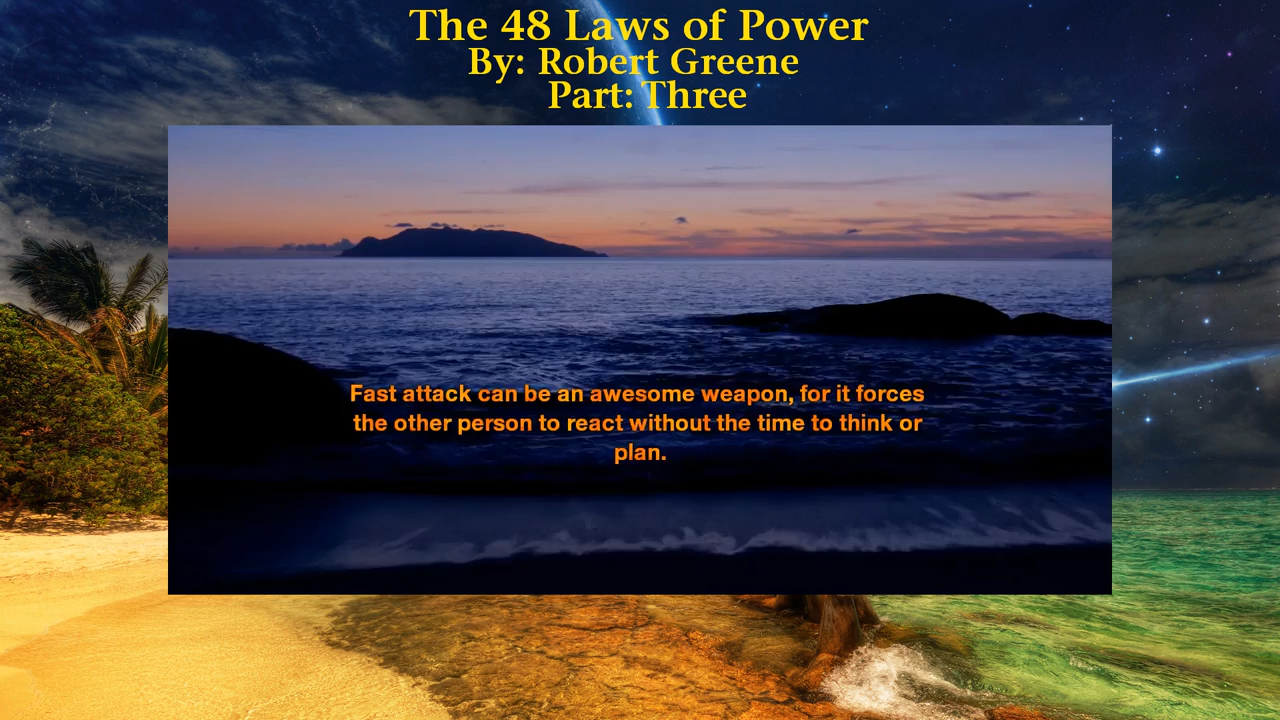 The 48 Laws of Power
By: Robert Greene
Part: Three
Fast attack can be an awesome weapon, for it forces
the other person to react without the time to think or
plan.